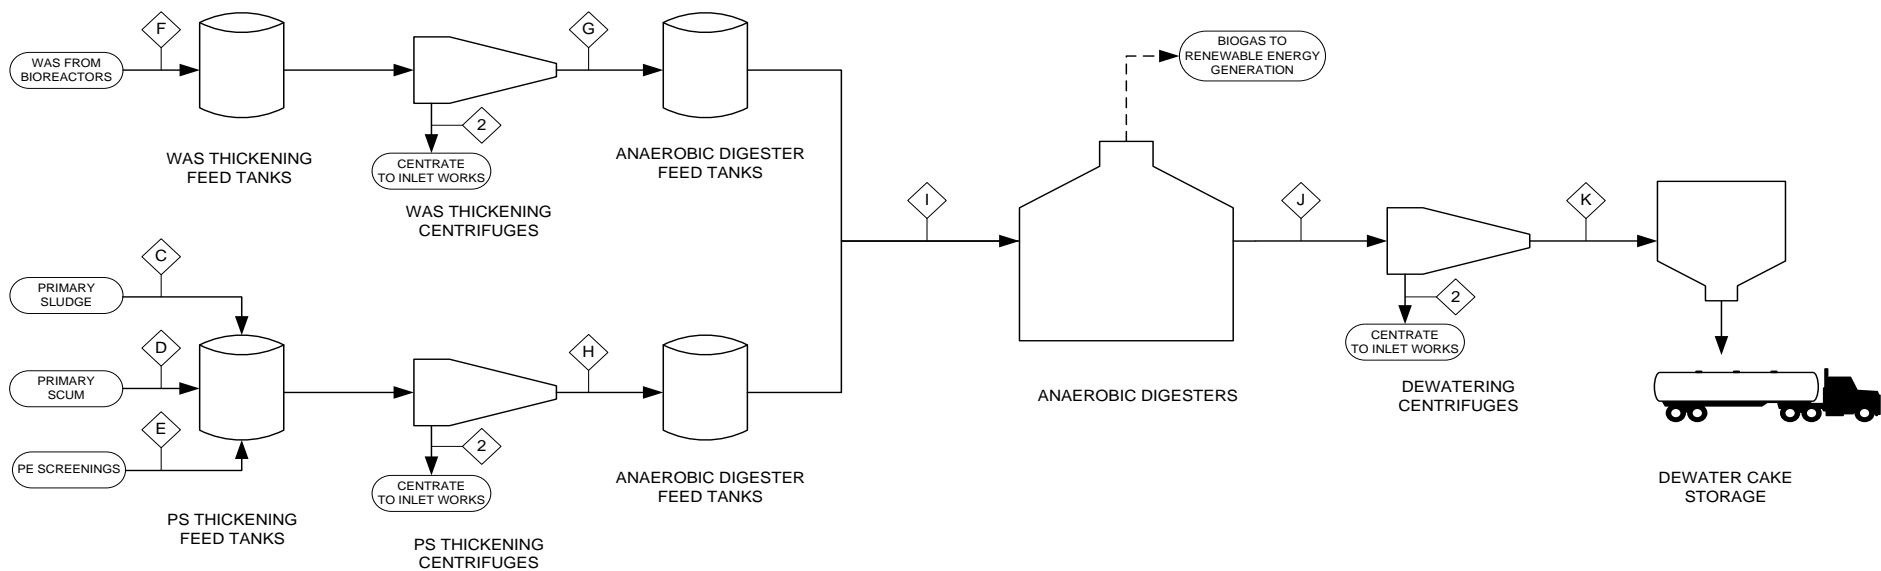 F
WAS FROM
BIOREACTORS
WAS THICKENING
FEED TANKS
2
CENTRATE
TO INLET WORKS
WAS THICKENING
CENTRIFUGES
G
ANAEROBIC DIGESTER
FEED TANKS
C
PRIMARY
SLUDGE
D
PRIMARY
SCUM
E
PE SCREENINGS
PS THICKENING
FEED TANKS
2
CENTRATE
TO INLET WORKS
PS THICKENING
CENTRIFUGES
H
ANAEROBIC DIGESTER
FEED TANKS
I
BIOGAS TO
RENEWABLE ENERGY
GENERATION
ANAEROBIC DIGESTERS
J
2
CENTRATE
TO INLET WORKS
DEWATERING
CENTRIFUGES
K
DEWATER CAKE
STORAGE